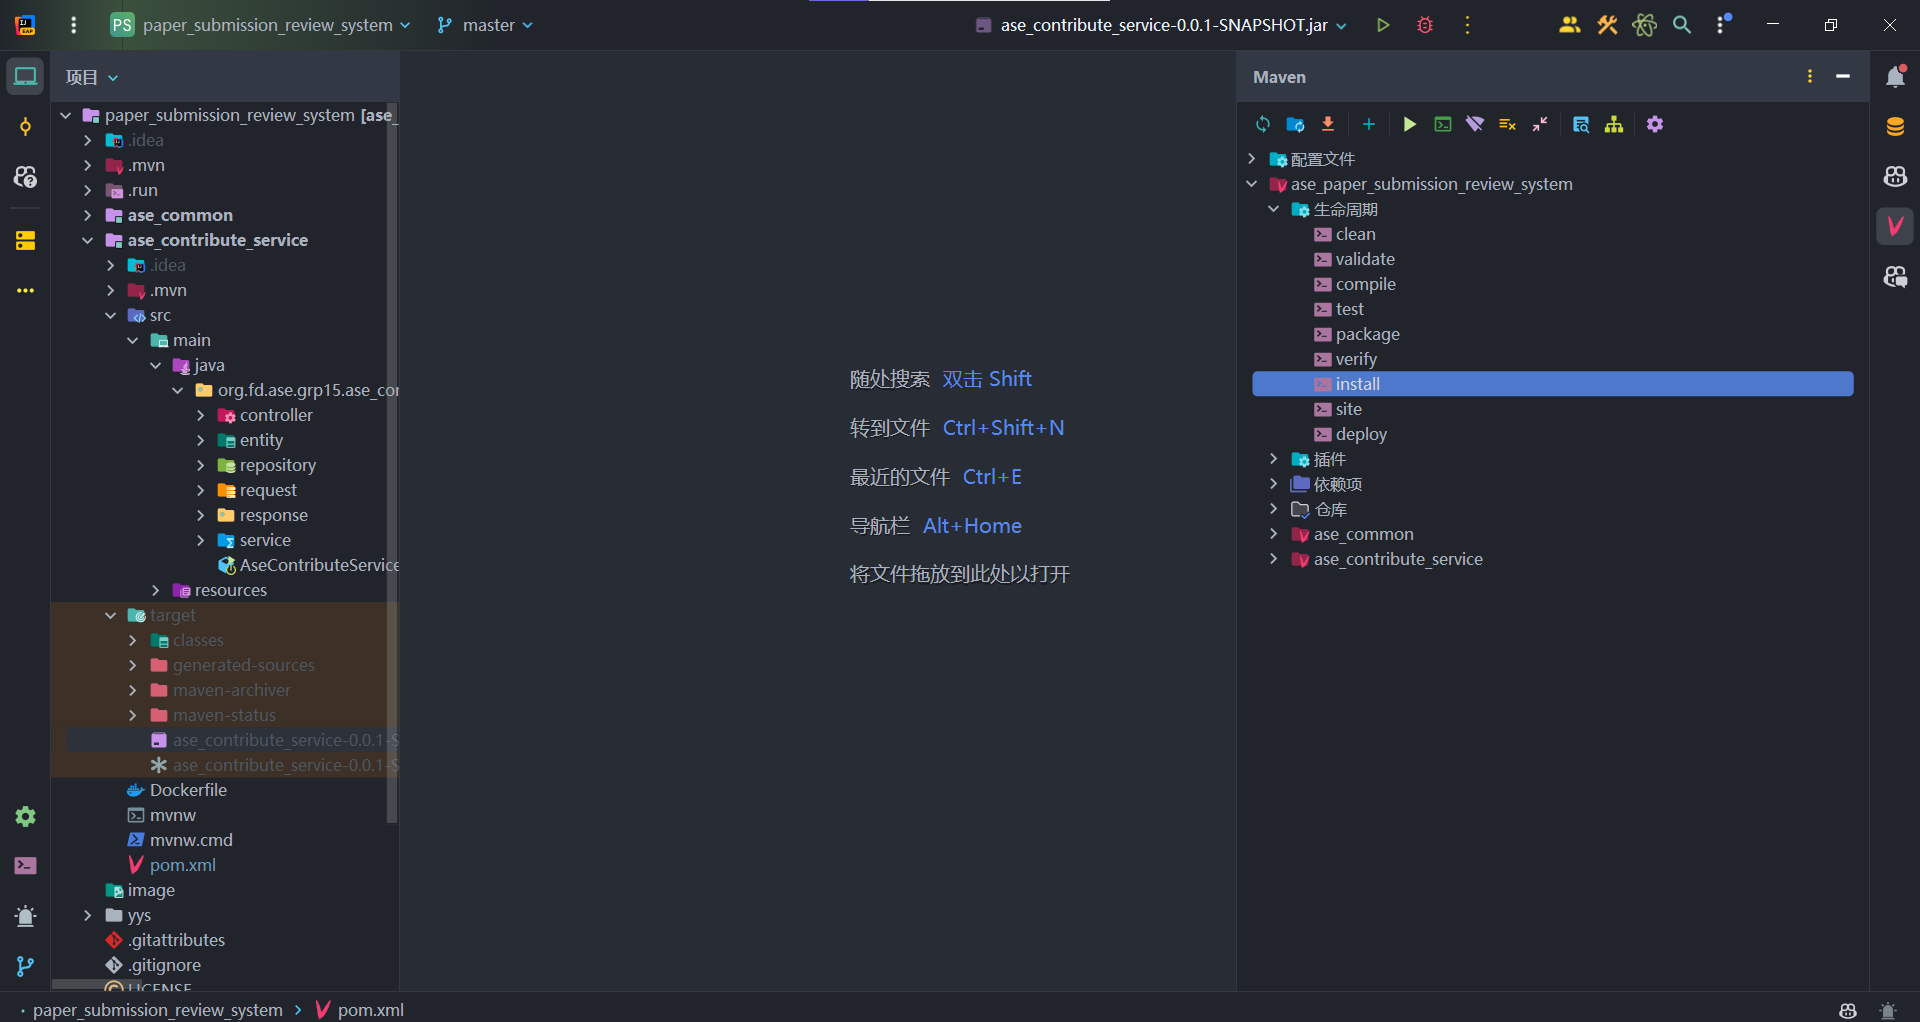 PS paper_submission_review_system master ase_contribute_service-0.0.1-SNAPSHOT.jar
项目
paper_submission_review_system [ase_
.idea
.mvn
.run
ase_common
ase_contribute_service
.idea
.mvn
src
main
java
org.fd.ase.grp15.ase_cor
controller
entity
repository
request
response
service
AseContributeService
resources
target
classes
generated-sources
maven-archiver
maven-status
ase_contribute_service-0.0.1-S
ase_contribute_service-0.0.1-S
Dockerfile
mvnw
mvnw.cmd
pom.xml
image
yys
.gitattributes
.gitignore
LICENSE
随处搜索 双击 Shift
转到文件 Ctrl+Shift+N
最近的文件 Ctrl+E
导航栏 Alt+Home
将文件拖放到此处以打开
Maven
配置文件
ase_paper_submission_review_system
生命周期
clean
validate
compile
test
package
verify
install
site
deploy
插件
依赖项
仓库
ase_common
ase_contribute_service
paper_submission_review_system pom.xml